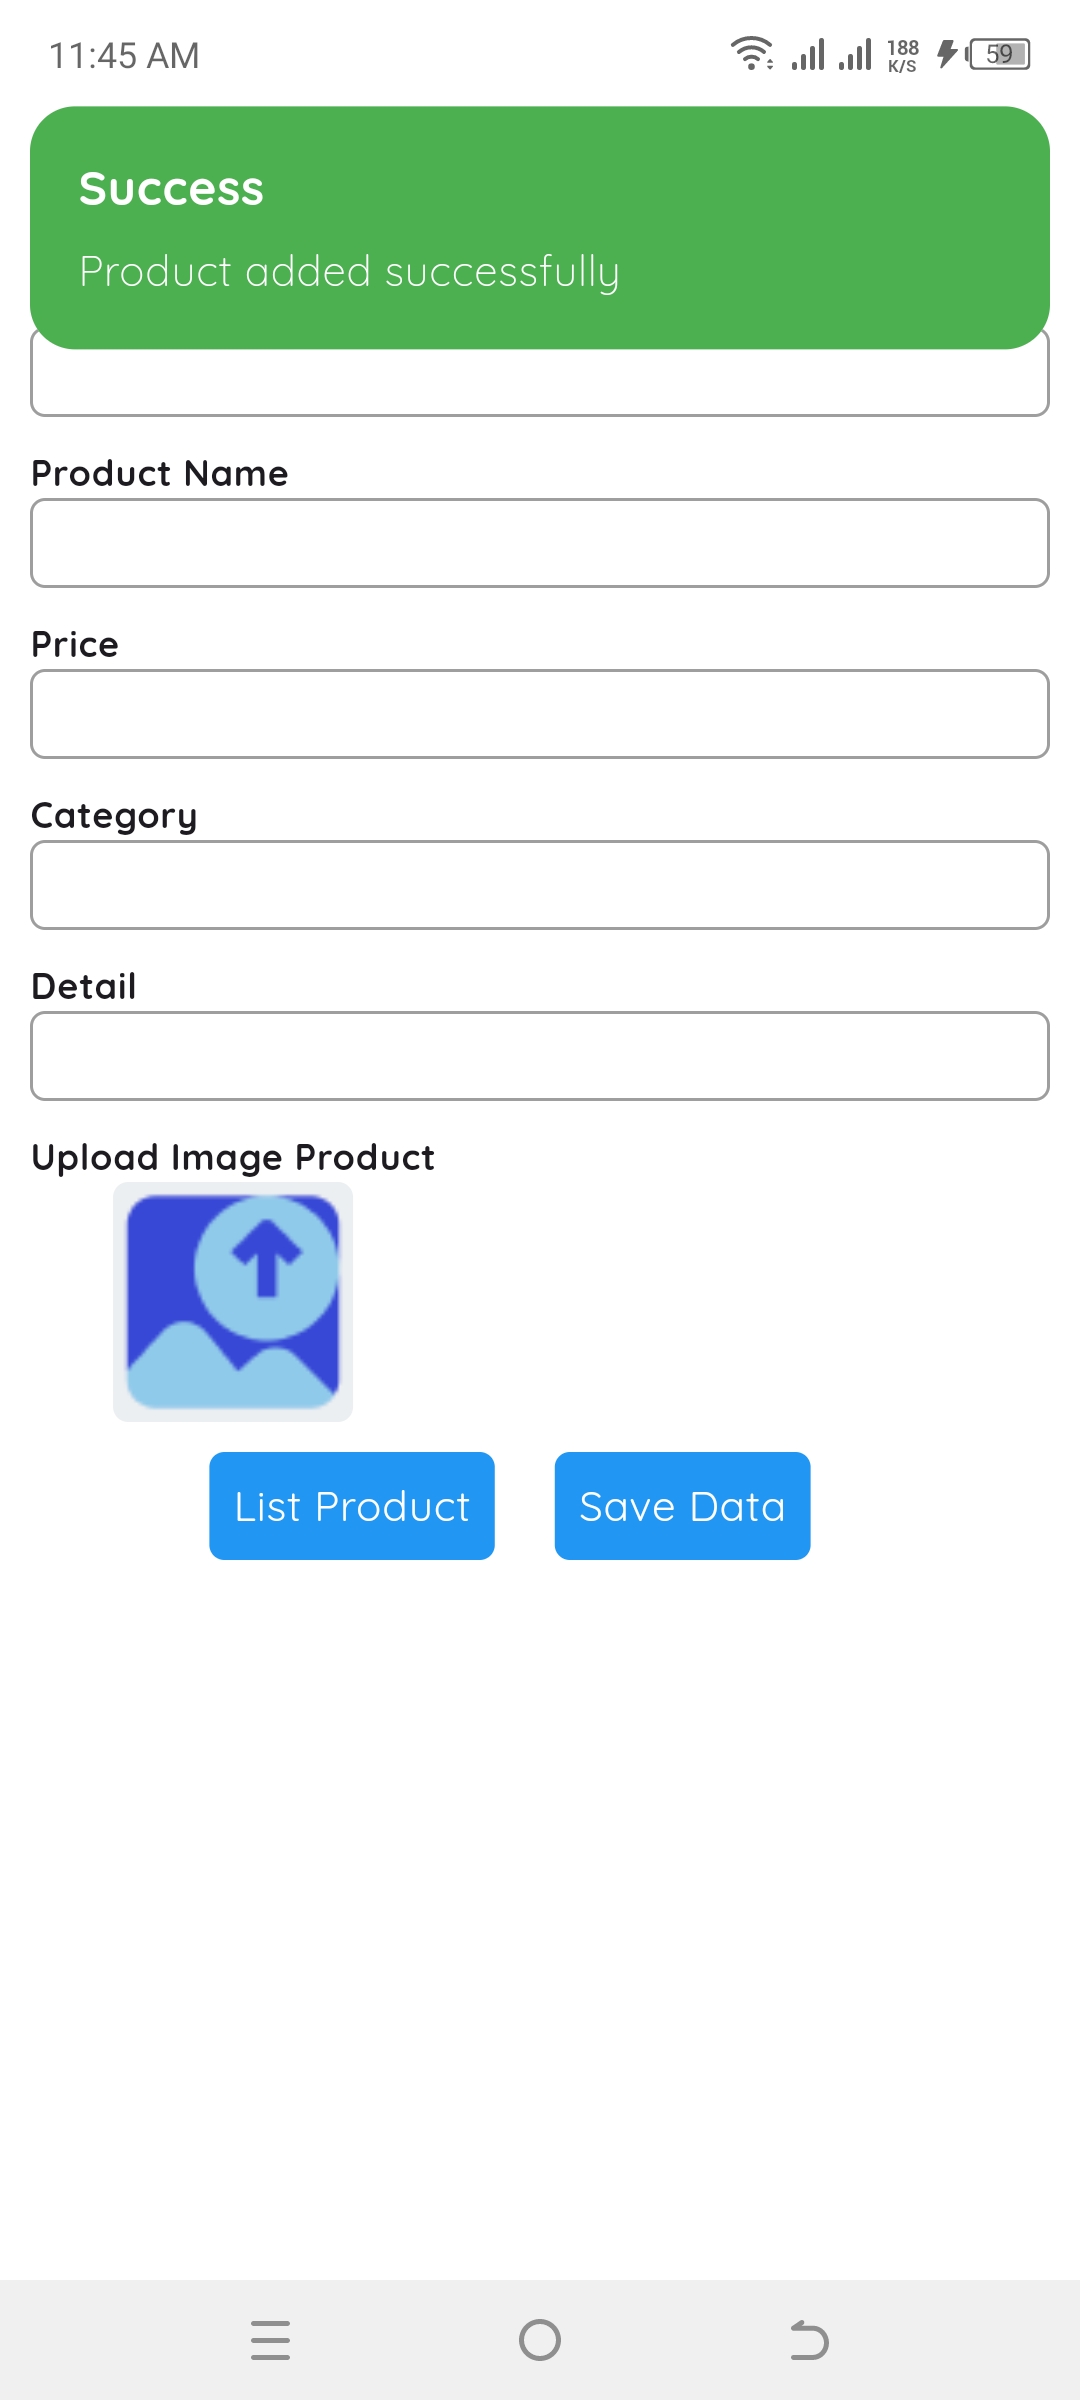 11:45 AM
188
K/S
59
Success
Product added successfully
Product Name
Price
Category
Detail
Upload Image Product
List Product
Save Data